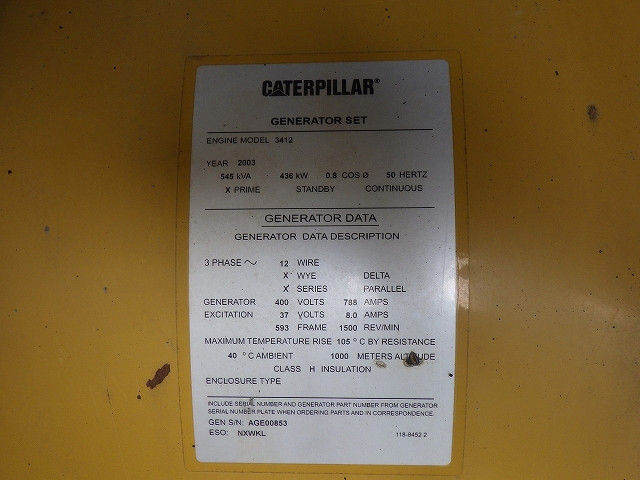 CATERPILLAR®
GENERATOR SET
ENGINE MODEL 3412
YEAR 2003
545 kVA 436 kW 0.8 COS Ø 50 HERTZ
X PRIME STANDBY CONTINUOUS
GENERATOR DATA
GENERATOR DATA DESCRIPTION
3 PHASE ～ 12 WIRE
X WYE DELTA
X SERIES PARALLEL
GENERATOR 400 VOLTS 788 AMPS
EXCITATION 37 VOLTS 8.0 AMPS
593 FRAME 1500 REV/MIN
MAXIMUM TEMPERATURE RISE 105 ° C BY RESISTANCE
40 ° C AMBIENT 1000 METERS ALTITUDE
CLASS H INSULATION
ENCLOSURE TYPE
INCLUDE SERIAL NUMBER AND GENERATOR PART NUMBER FROM GENERATOR
SERIAL NUMBER PLATE WHEN ORDERING PARTS AND IN CORRESPONDENCE.
GEN S/N: AGE00853
ESO: NXWKL 118-8452 2